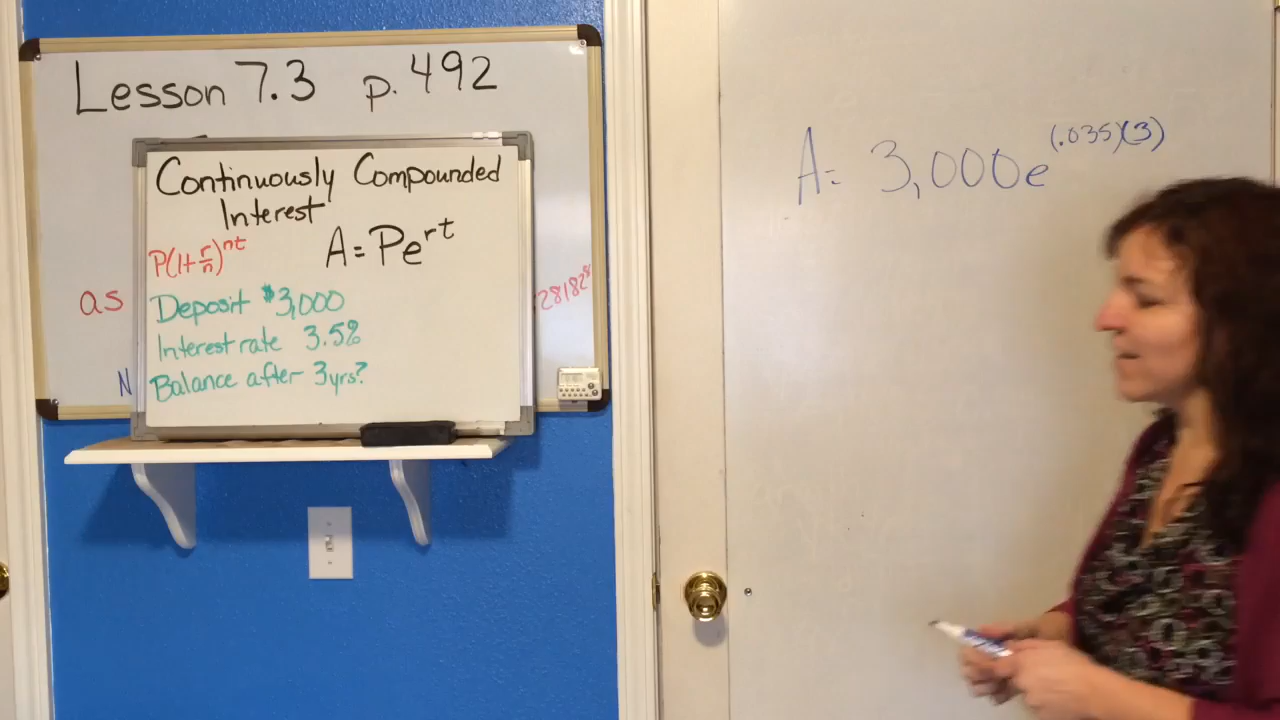 Lesson 7.3 p. 492
Continuously Compounded
Interest
P(1+r/n)^nt
A=Pe^rt
as
Deposit $3,000
281828
Interest rate 3.5%
N
Balance after 3yrs?
A= 3,000e^(.035)(3)